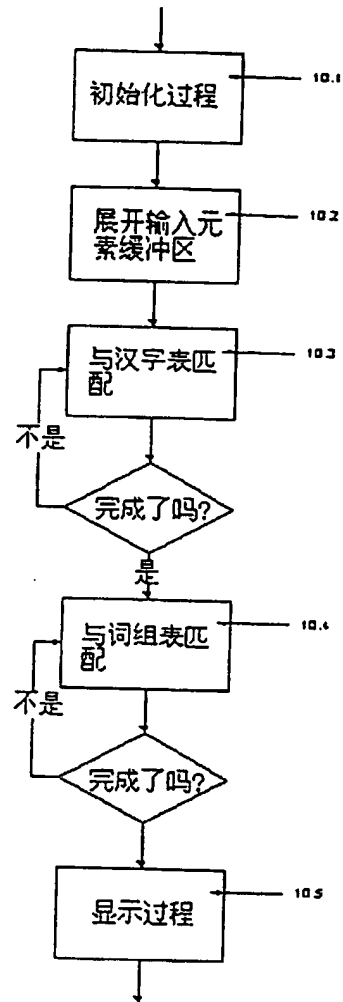 初始化过程
10.1
展开输入元
素缓冲区
10.2
与汉字表匹
配
10.3
不是
完成了吗?
是
与词组表匹
配
10.4
不是
完成了吗?
显示过程
10.5